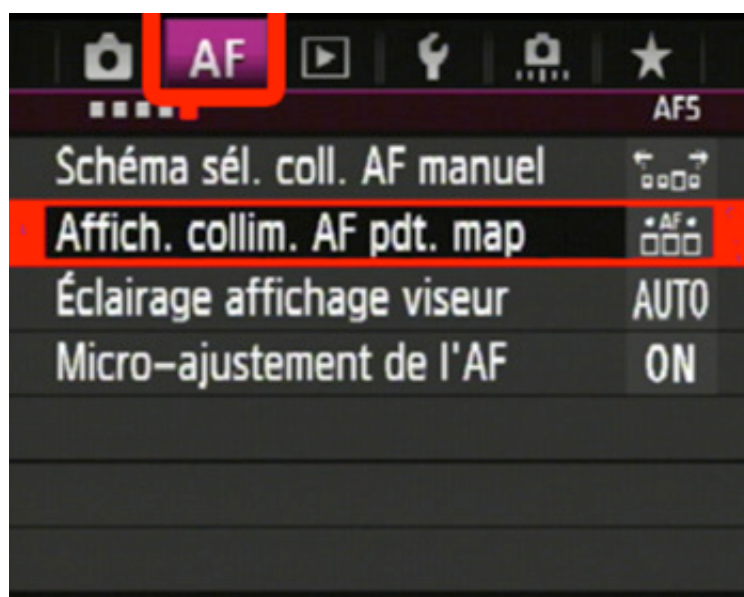 AF
AF5
Schéma sél. coll. AF manuel
Affich. collim. AF pdt. map AF
Éclairage affichage viseur AUTO
Micro-ajustement de l'AF ON